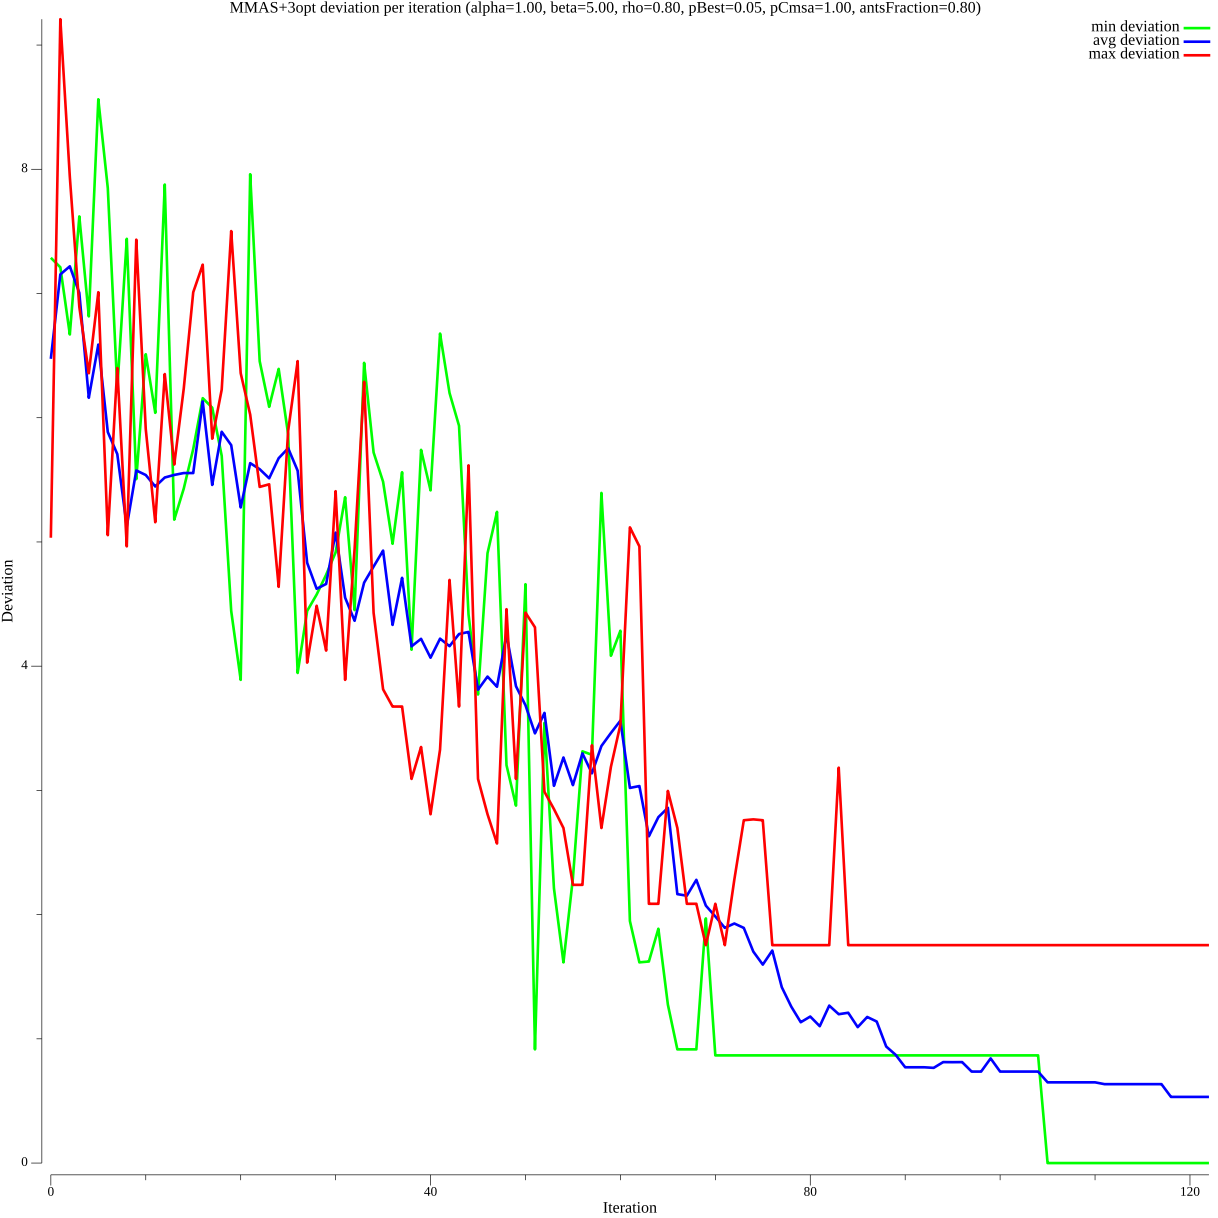 MMAS+3opt deviation per iteration (alpha=1.00, beta=5.00, rho=0.80, pBest=0.05, pCmsa=1.00, antsFraction=0.80)
min deviation
avg deviation
max deviation
8
4
0
Deviation
0 40 80 120
Iteration